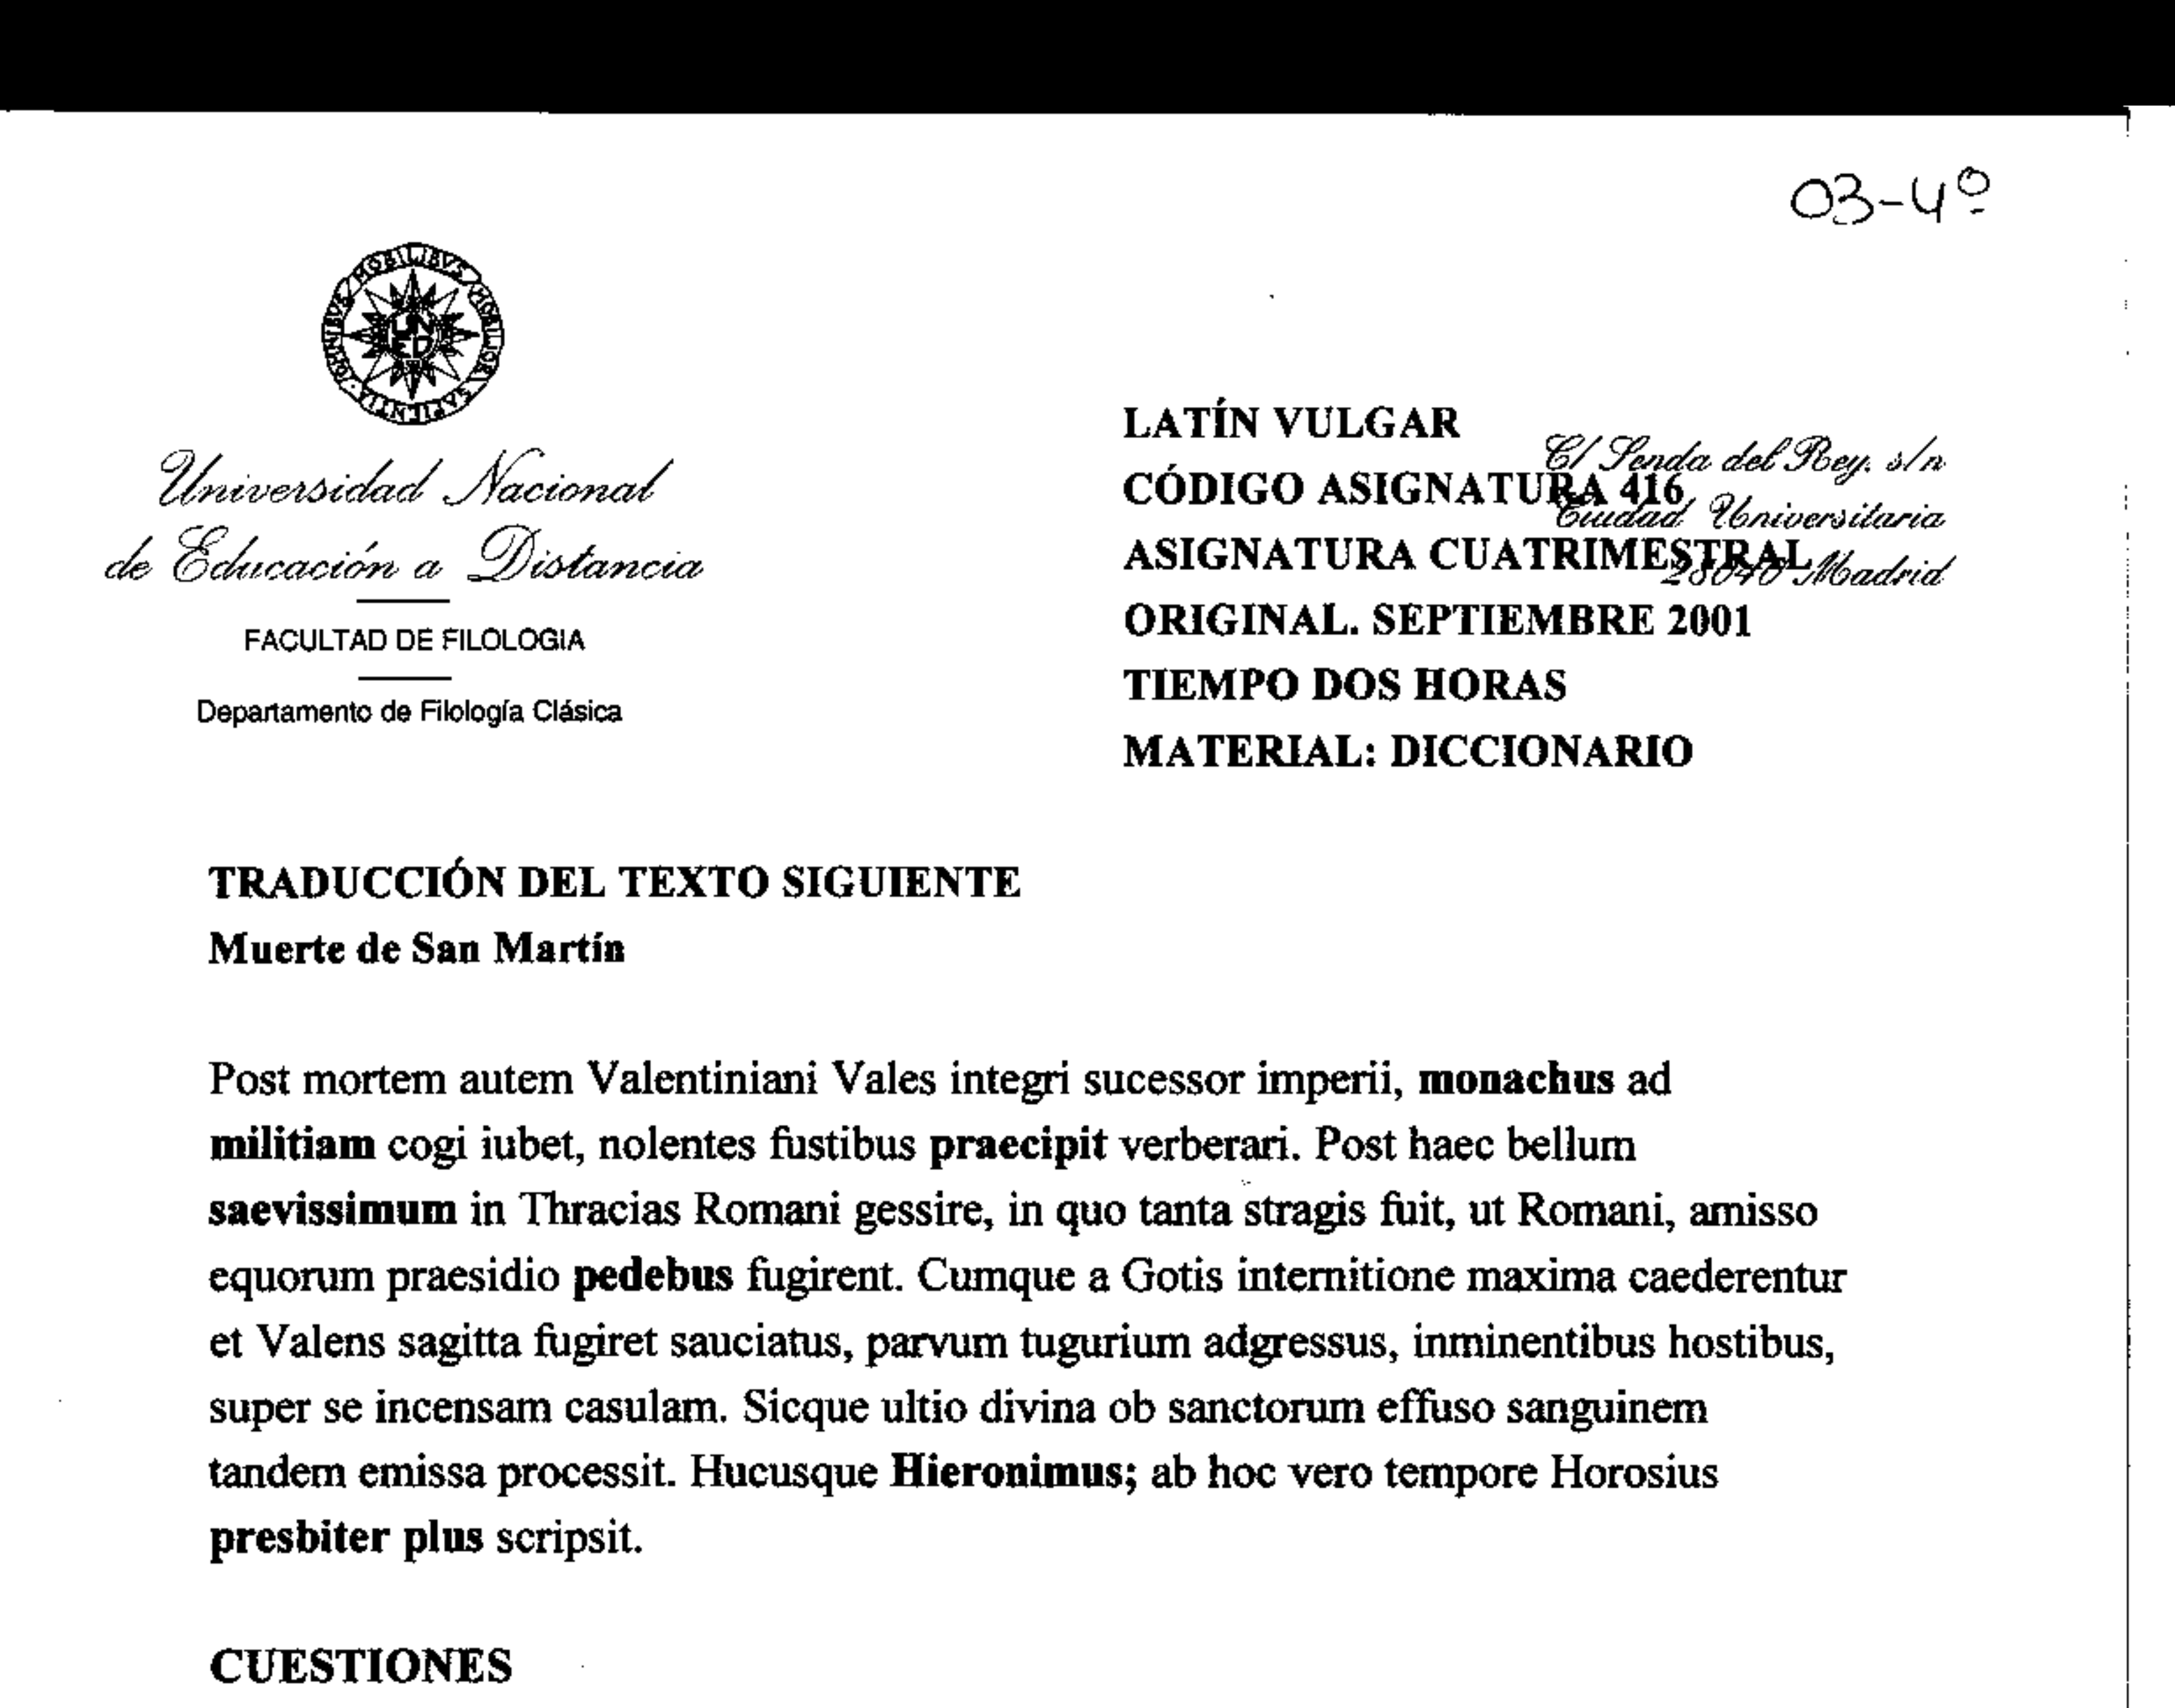 03-4º
OMNIBUS MOBILIBVS MOBILIOR SAPIENTIA
UN
ED
Universidad Nacional
de Educación a Distancia
FACULTAD DE FILOLOGIA
Departamento de Filología Clásica
LATÍN VULGAR
C/ Senda del Rey, s/n
CÓDIGO ASIGNATURA 416
Ciudad Universitaria
ASIGNATURA CUATRIMESTRAL
28040 Madrid
ORIGINAL. SEPTIEMBRE 2001
TIEMPO DOS HORAS
MATERIAL: DICCIONARIO
TRADUCCIÓN DEL TEXTO SIGUIENTE
Muerte de San Martín
Post mortem autem Valentiniani Vales integri sucessor imperii, monachus ad
militiam cogi iubet, nolentes fustibus praecipit verberari. Post haec bellum
saevissimum in Thracias Romani gessire, in quo tanta stragis fuit, ut Romani, amisso
equorum praesidio pedebus fugirent. Cumque a Gotis internitione maxima caederentur
et Valens sagitta fugiret sauciatus, parvum tugurium adgressus, inminentibus hostibus,
super se incensam casulam. Sicque ultio divina ob sanctorum effuso sanguinem
tandem emissa processit. Hucusque Hieronimus; ab hoc vero tempore Horosius
presbiter plus scripsit.
CUESTIONES